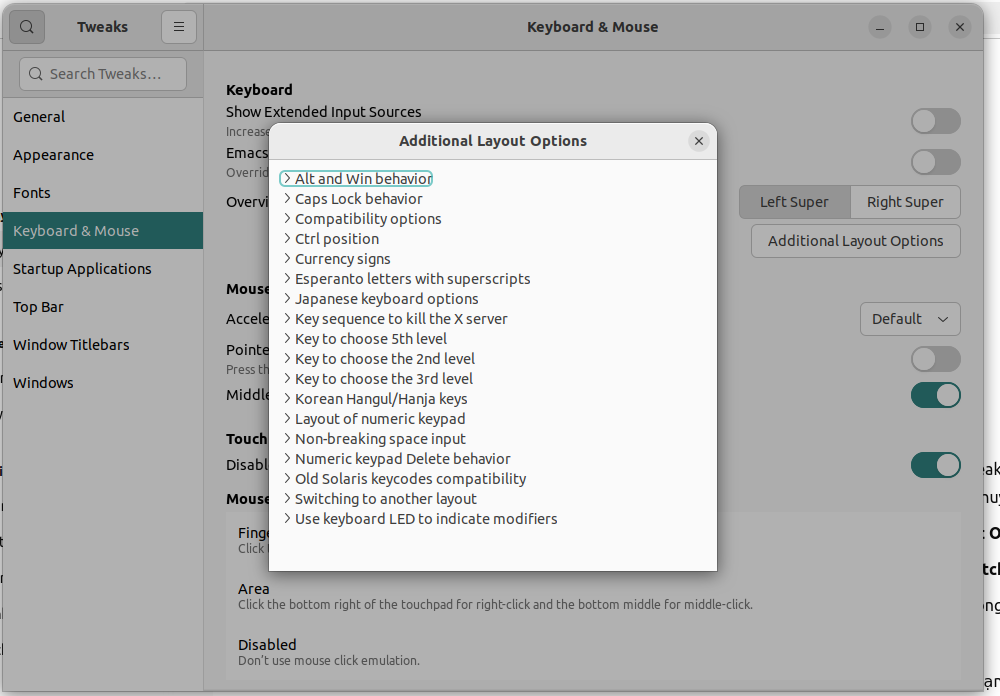 Tweaks
Keyboard & Mouse
Search Tweaks...
General
Appearance
Fonts
Keyboard & Mouse
Startup Applications
Top Bar
Window Titlebars
Windows
Keyboard
Show Extended Input Sources
Increase
Emacs
Overrid
Overvi
Left Super
Right Super
Additional Layout Options
Mouse
Accele
Default
Pointe
Press th
Middle
Touch
Disabl
Mouse
Finge
Click
Area
Click the bottom right of the touchpad for right-click and the bottom middle for middle-click.
Disabled
Don't use mouse click emulation.
Additional Layout Options
Alt and Win behavior
Caps Lock behavior
Compatibility options
Ctrl position
Currency signs
Esperanto letters with superscripts
Japanese keyboard options
Key sequence to kill the X server
Key to choose 5th level
Key to choose the 2nd level
Key to choose the 3rd level
Korean Hangul/Hanja keys
Layout of numeric keypad
Non-breaking space input
Numeric keypad Delete behavior
Old Solaris keycodes compatibility
Switching to another layout
Use keyboard LED to indicate modifiers